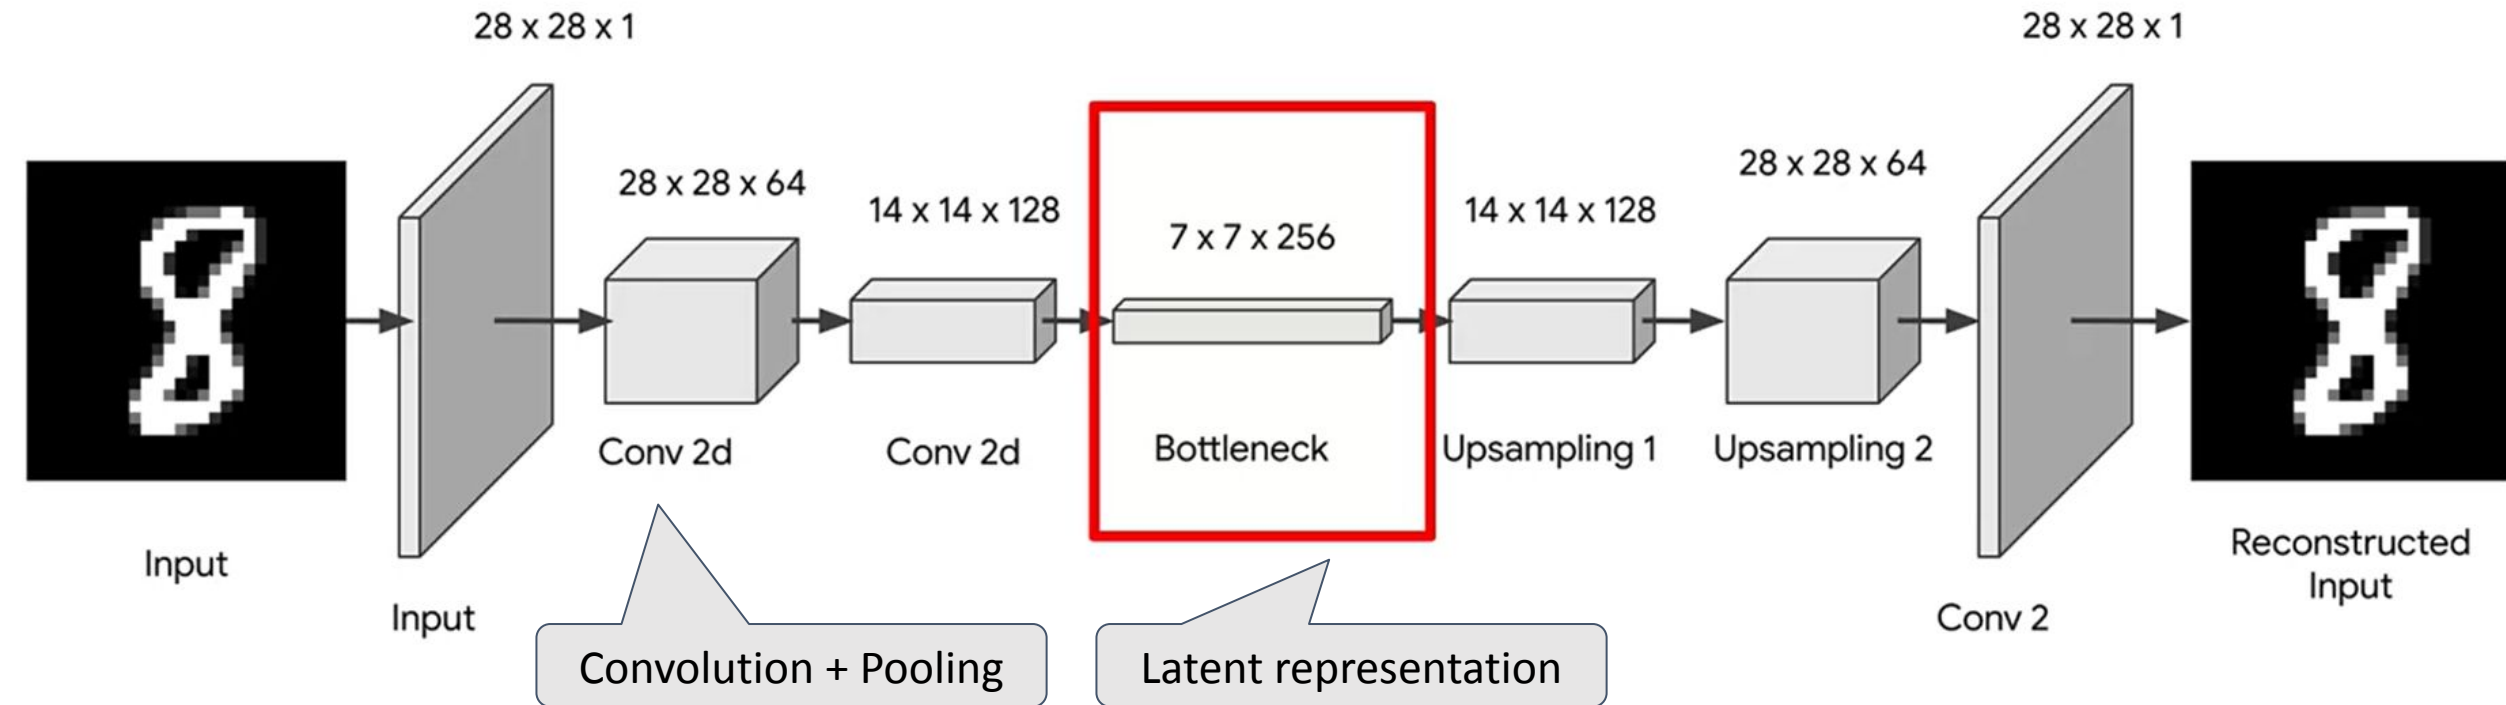 28 x 28 x 1
28 x 28 x 64
14 x 14 x 128
7 x 7 x 256
14 x 14 x 128
28 x 28 x 64
28 x 28 x 1
Input
Input
Conv 2d
Conv 2d
Bottleneck
Upsampling 1
Upsampling 2
Conv 2
Reconstructed
Input
Convolution + Pooling
Latent representation